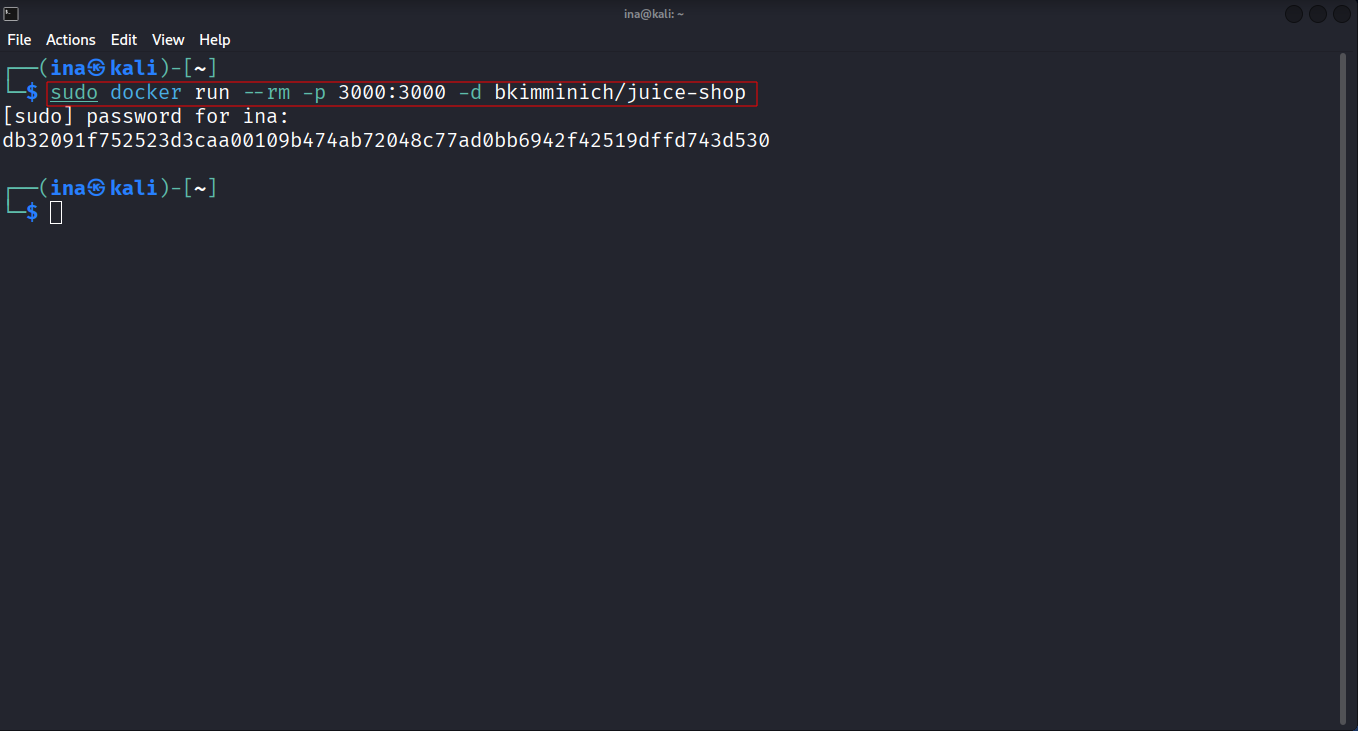 ina@kali: ~
File Actions Edit View Help
┌──(ina㉿kali)-[~]
└─$ sudo docker run --rm -p 3000:3000 -d bkimminich/juice-shop
[sudo] password for ina:
db32091f752523d3caa00109b474ab72048c77ad0bb6942f42519dffd743d530
┌──(ina㉿kali)-[~]
└─$